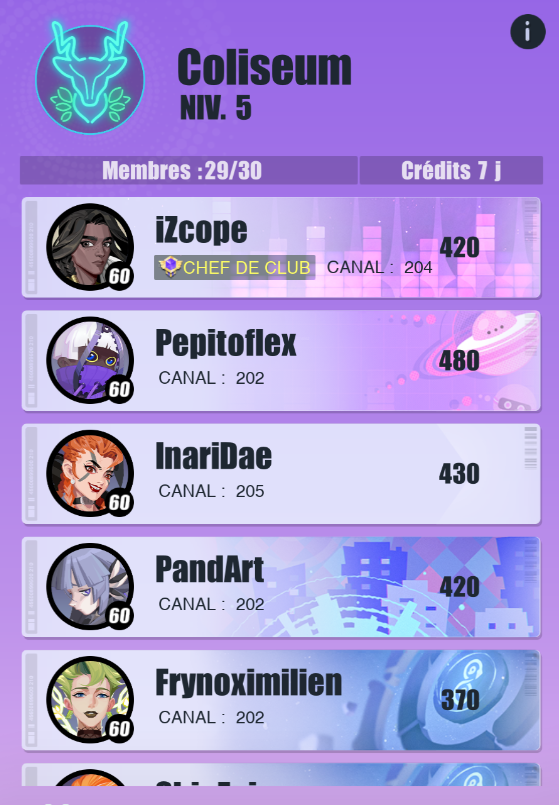 Coliseum
NIV. 5
Membres :29/30
Crédits 7 j
iZcope
420
60
CHEF DE CLUB
CANAL : 204
Pepitoflex
480
60
CANAL : 202
InariDae
430
60
CANAL : 205
PandArt
420
60
CANAL : 202
Frynoximilien
370
60
CANAL : 202